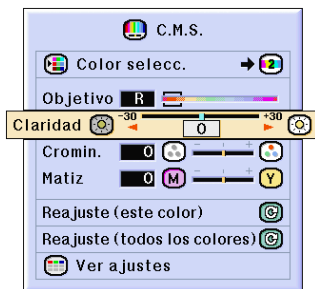 C.M.S.
Color selecc. 2
Objetivo R
Claridad -30 0 +30
Cromin. 0 - +
Matiz 0 M - + Y
Reajuste (este color)
Reajuste (todos los colores)
Ver ajustes